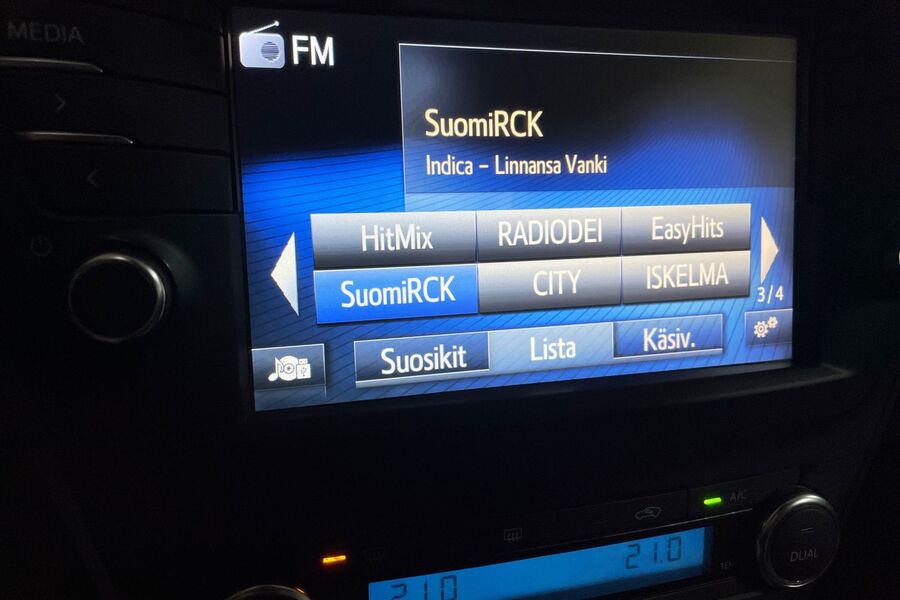 MEDIA
FM
SuomiRCK
Indica - Linnansa Vanki
HitMix RADIODEI EasyHits
SuomiRCK CITY ISKELMA
3/4
Suosikit Lista Käsiv.
A/C
21.0 21.0
DUAL